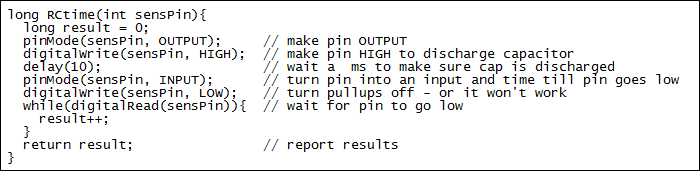 long RCtime(int sensPin){
  long result = 0;
  pinMode(sensPin, OUTPUT);      // make pin OUTPUT
  digitalWrite(sensPin, HIGH);   // make pin HIGH to discharge capacitor
  delay(10);                     // wait a  ms to make sure cap is discharged
  pinMode(sensPin, INPUT);       // turn pin into an input and time till pin goes low
  digitalWrite(sensPin, LOW);    // turn pullups off - or it won't work
  while(digitalRead(sensPin)){   // wait for pin to go low
    result++;
  }
  return result;                 // report results
}